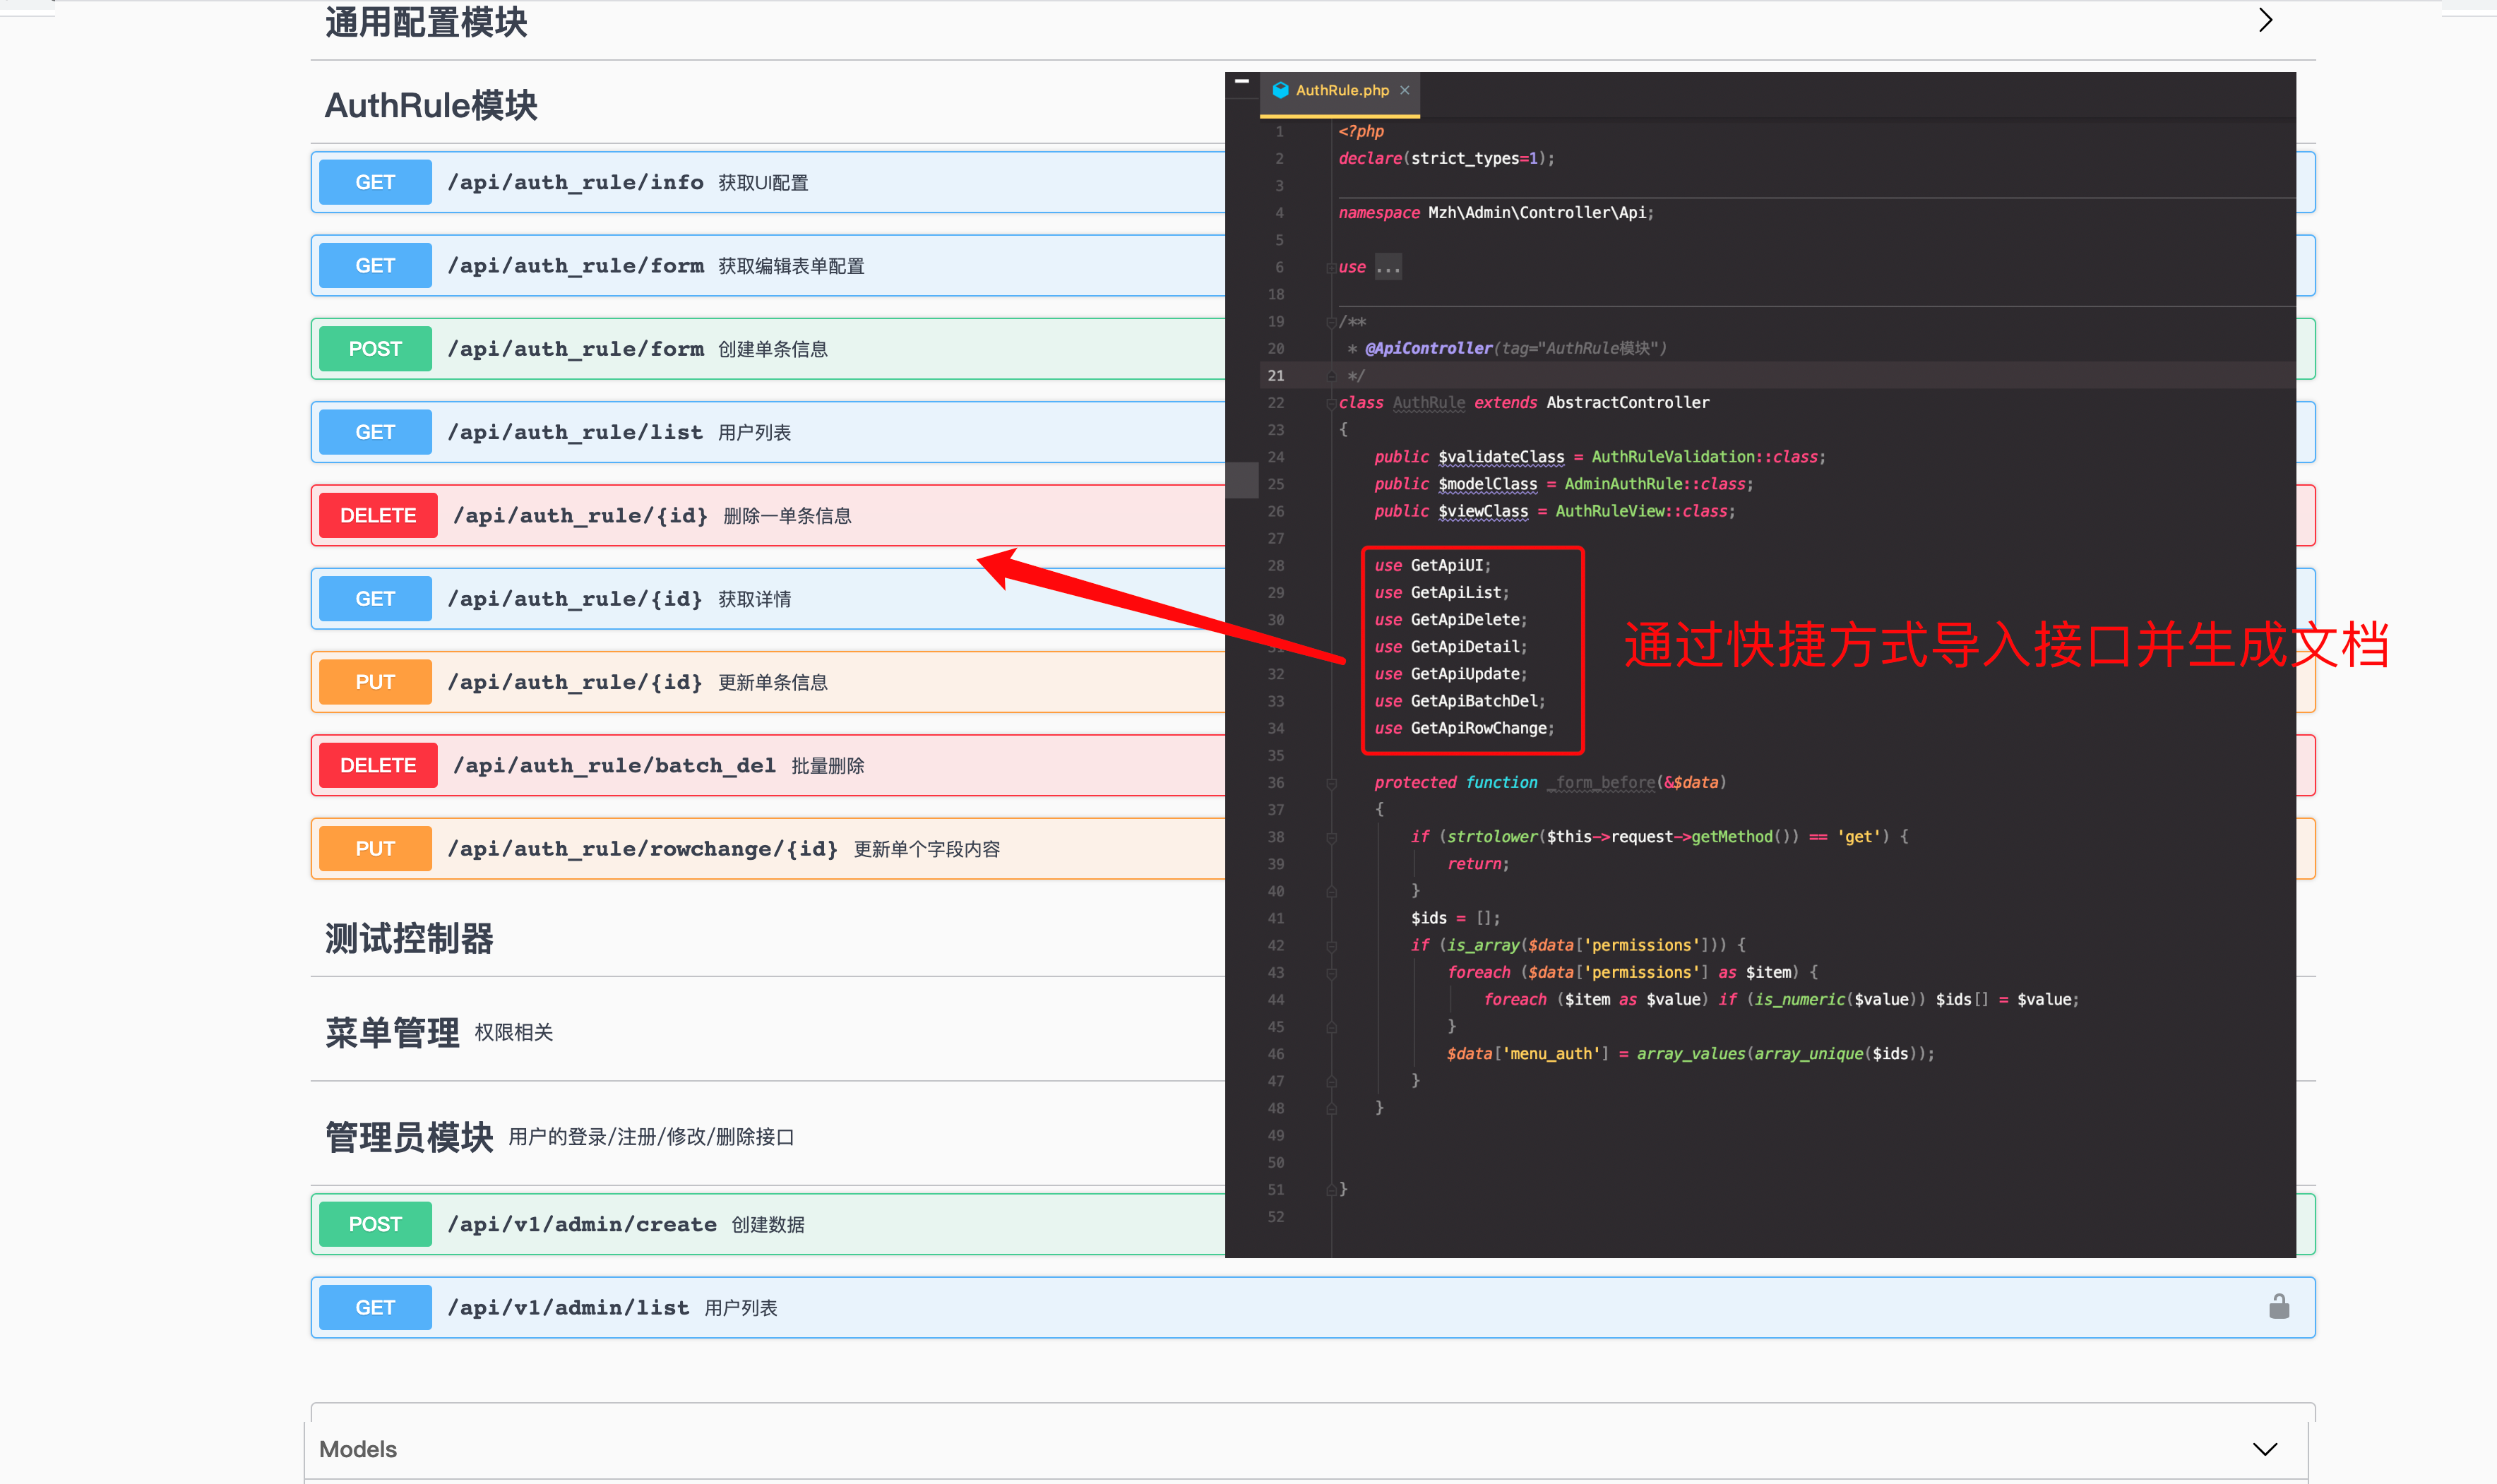 通用配置模块
AuthRule模块
GET /api/auth_rule/info 获取UI配置
GET /api/auth_rule/form 获取编辑表单配置
POST /api/auth_rule/form 创建单条信息
GET /api/auth_rule/list 用户列表
DELETE /api/auth_rule/{id} 删除一单条信息
GET /api/auth_rule/{id} 获取详情
PUT /api/auth_rule/{id} 更新单条信息
DELETE /api/auth_rule/batch_del 批量删除
PUT /api/auth_rule/rowchange/{id} 更新单个字段内容
测试控制器
菜单管理 权限相关
管理员模块 用户的登录/注册/修改/删除接口
POST /api/v1/admin/create 创建数据
GET /api/v1/admin/list 用户列表
Models
AuthRule.php ×
1 <?php
2 declare(strict_types=1);
3
4 namespace Mzh\Admin\Controller\Api;
5
6 use ...
18
19 /**
20 * @ApiController(tag="AuthRule模块")
21 */
22 class AuthRule extends AbstractController
23 {
24 public $validateClass = AuthRuleValidation::class;
25 public $modelClass = AdminAuthRule::class;
26 public $viewClass = AuthRuleView::class;
27
28 use GetApiUI;
29 use GetApiList;
30 use GetApiDelete;
31 use GetApiDetail;
32 use GetApiUpdate;
33 use GetApiBatchDel;
34 use GetApiRowChange;
35
36 protected function _form_before(&$data)
37 {
38 if (strtolower($this->request->getMethod()) == 'get') {
39 return;
40 }
41 $ids = [];
42 if (is_array($data['permissions'])) {
43 foreach ($data['permissions'] as $item) {
44 foreach ($item as $value) if (is_numeric($value)) $ids[] = $value;
45 }
46 $data['menu_auth'] = array_values(array_unique($ids));
47 }
48 }
49
50
51 }
52
通过快捷方式导入接口并生成文档